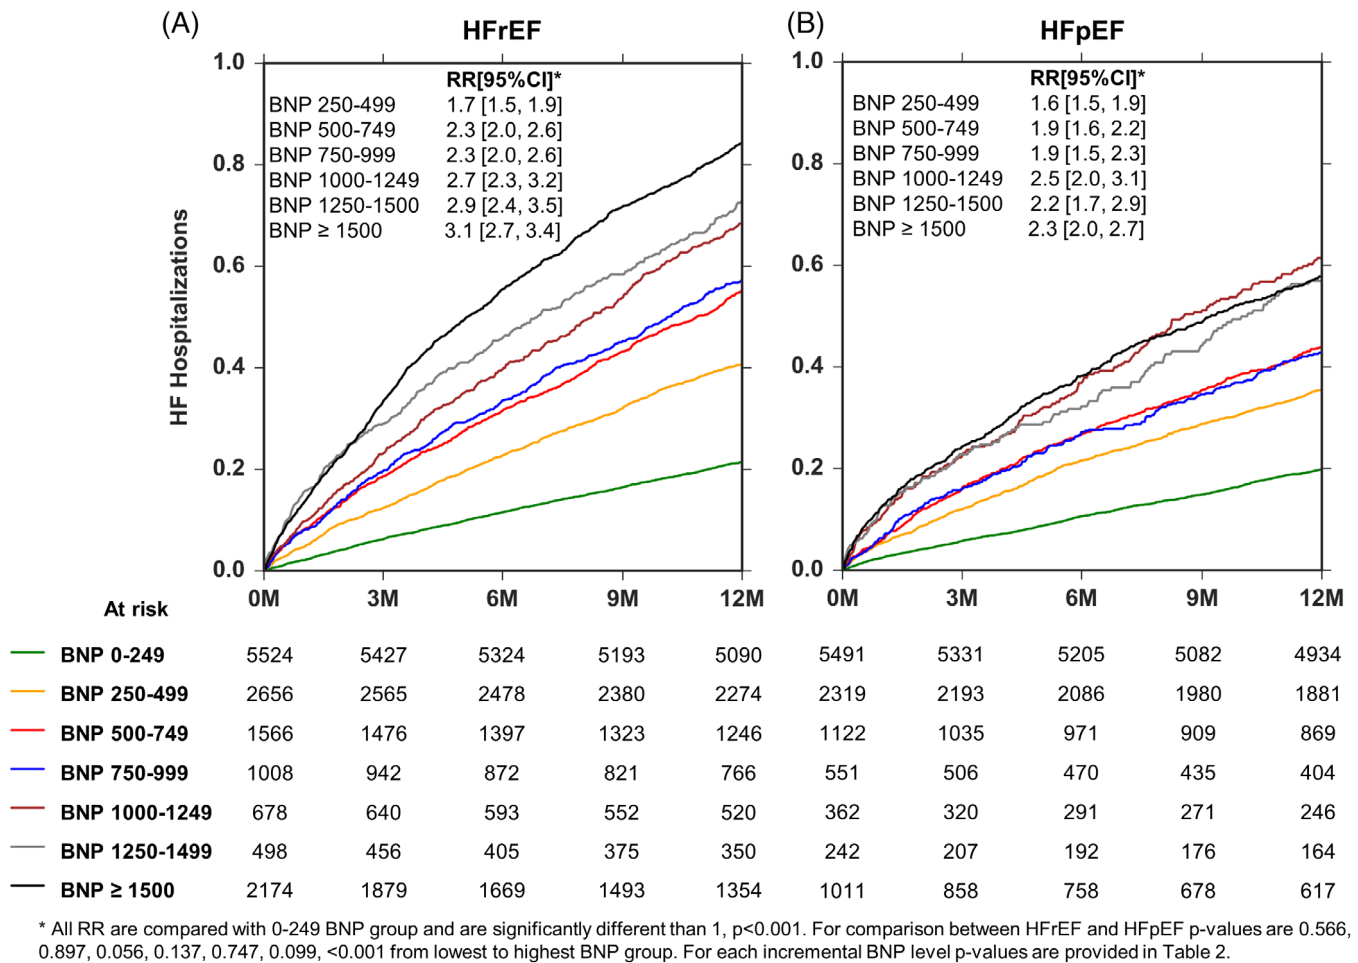 (A)
HFrEF
(B)
HFpEF
HF Hospitalizations
1.0
0.8
0.6
0.4
0.2
0.0
RR[95%CI]*
BNP 250-499 1.7 [1.5, 1.9]
BNP 500-749 2.3 [2.0, 2.6]
BNP 750-999 2.3 [2.0, 2.6]
BNP 1000-1249 2.7 [2.3, 3.2]
BNP 1250-1500 2.9 [2.4, 3.5]
BNP ≥ 1500 3.1 [2.7, 3.4]
0M 3M 6M 9M 12M
1.0
0.8
0.6
0.4
0.2
0.0
RR[95%CI]*
BNP 250-499 1.6 [1.5, 1.9]
BNP 500-749 1.9 [1.6, 2.2]
BNP 750-999 1.9 [1.5, 2.3]
BNP 1000-1249 2.5 [2.0, 3.1]
BNP 1250-1500 2.2 [1.7, 2.9]
BNP ≥ 1500 2.3 [2.0, 2.7]
0M 3M 6M 9M 12M
At risk
BNP 0-249 5524 5427 5324 5193 5090 5491 5331 5205 5082 4934
BNP 250-499 2656 2565 2478 2380 2274 2319 2193 2086 1980 1881
BNP 500-749 1566 1476 1397 1323 1246 1122 1035 971 909 869
BNP 750-999 1008 942 872 821 766 551 506 470 435 404
BNP 1000-1249 678 640 593 552 520 362 320 291 271 246
BNP 1250-1499 498 456 405 375 350 242 207 192 176 164
BNP ≥ 1500 2174 1879 1669 1493 1354 1011 858 758 678 617
* All RR are compared with 0-249 BNP group and are significantly different than 1, p<0.001. For comparison between HFrEF and HFpEF p-values are 0.566,
0.897, 0.056, 0.137, 0.747, 0.099, <0.001 from lowest to highest BNP group. For each incremental BNP level p-values are provided in Table 2.